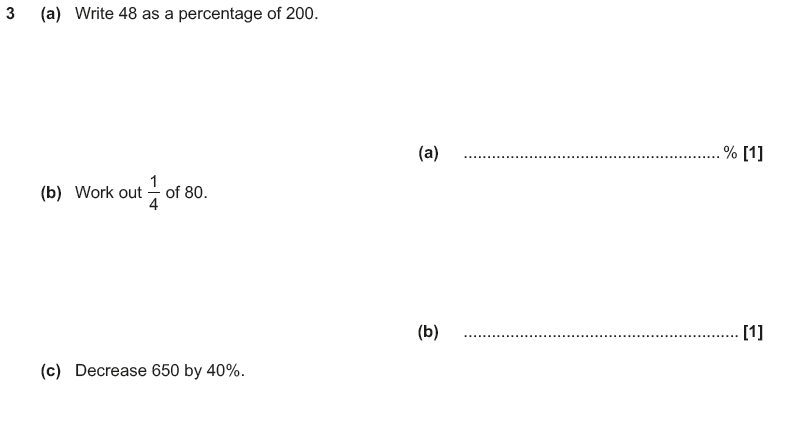 3 (a) Write 48 as a percentage of 200.
(a) ....................................................... % [1]
(b) Work out 1/4 of 80.
(b) ........................................................... [1]
(c) Decrease 650 by 40%.